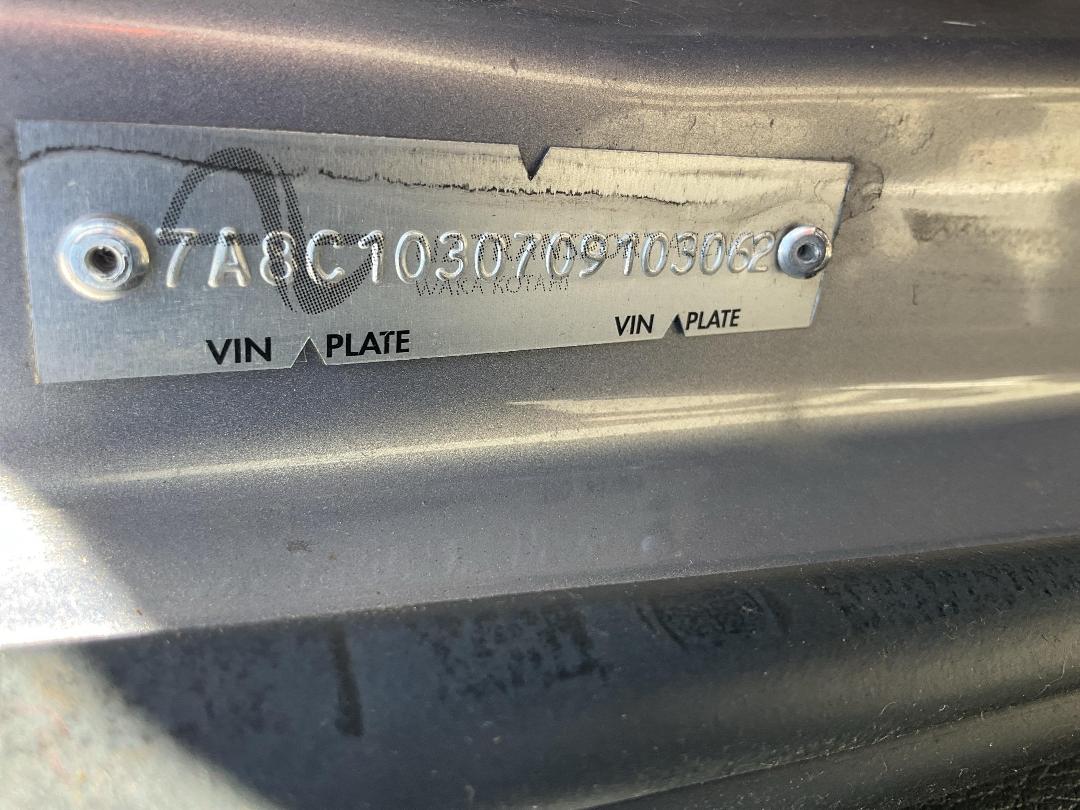 7A8C1030709103062
WAKA KOTAHI
VIN PLATE VIN PLATE